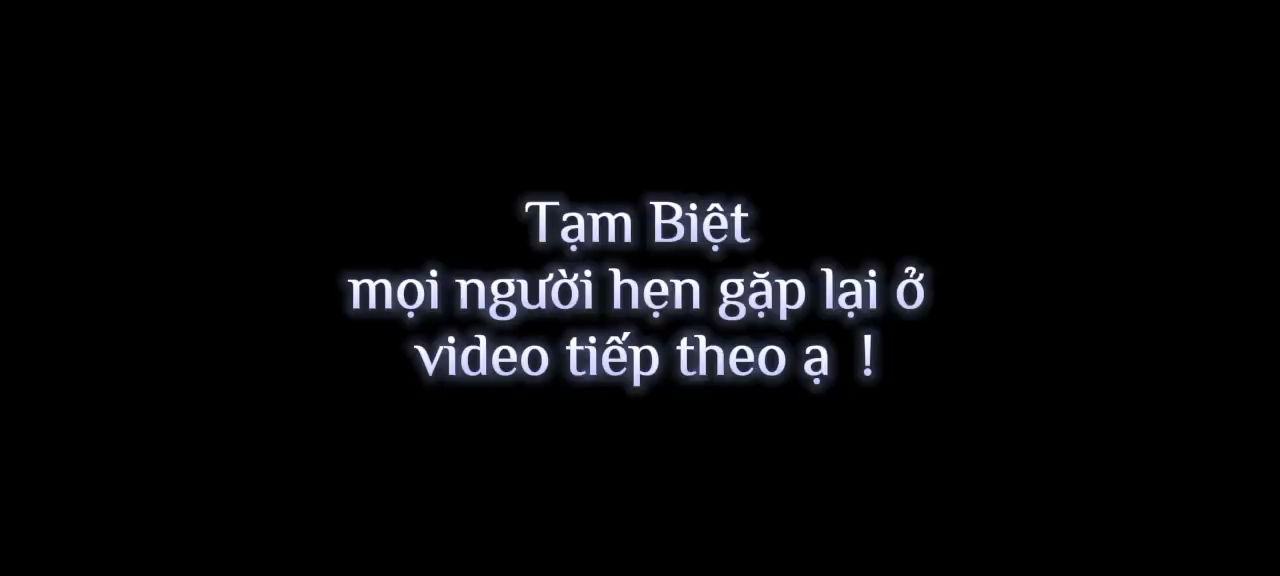 Tạm Biệt
mọi người hẹn gặp lại ở
video tiếp theo ạ !